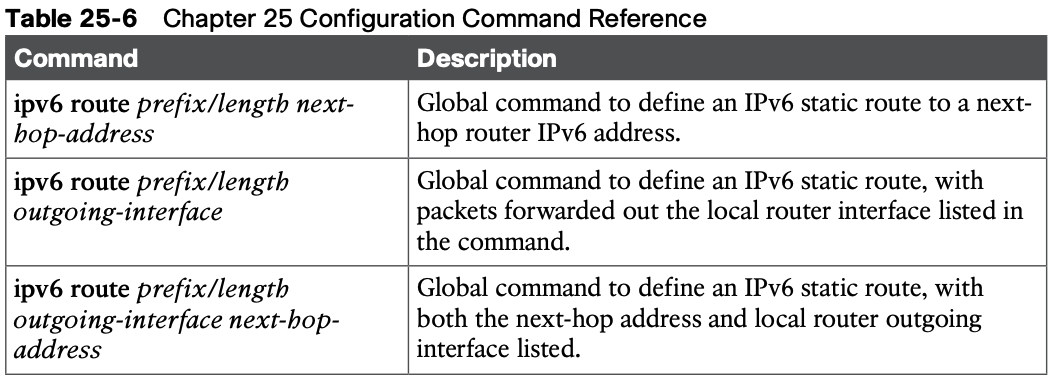 Table 25-6 Chapter 25 Configuration Command Reference
Command Description
ipv6 route prefix/length next-
hop-address
Global command to define an IPv6 static route to a next-
hop router IPv6 address.
ipv6 route prefix/length
outgoing-interface
Global command to define an IPv6 static route, with
packets forwarded out the local router interface listed in
the command.
ipv6 route prefix/length
outgoing-interface next-hop-
address
Global command to define an IPv6 static route, with
both the next-hop address and local router outgoing
interface listed.